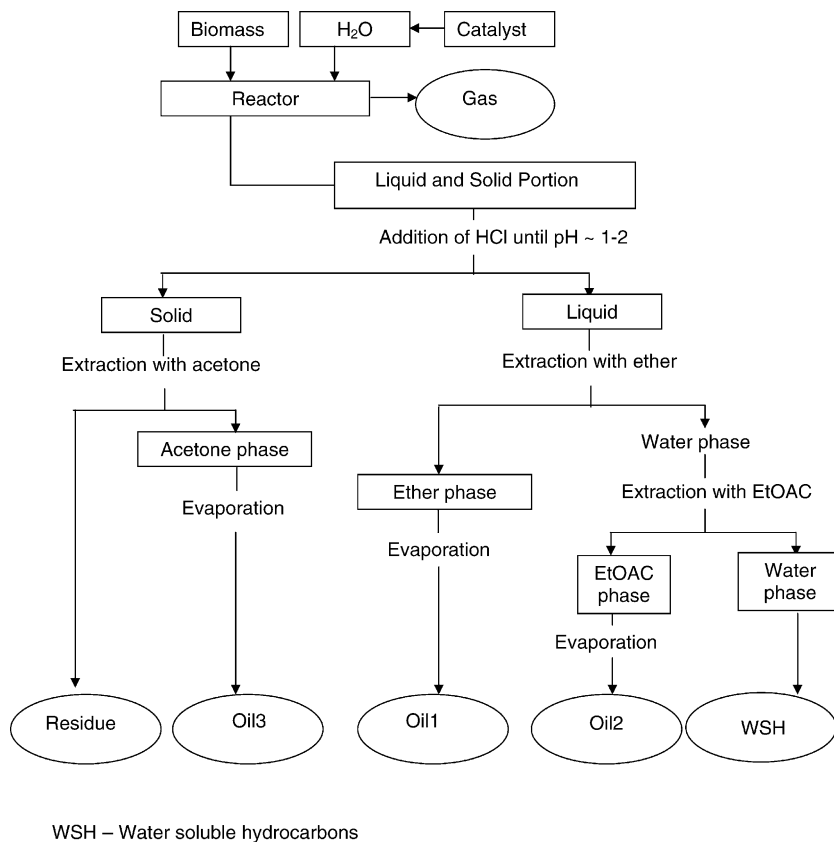 Biomass
H₂O
Catalyst
Reactor
Gas
Liquid and Solid Portion
Addition of HCl until pH ~ 1-2
Solid
Liquid
Extraction with acetone
Extraction with ether
Acetone phase
Water phase
Evaporation
Ether phase
Extraction with EtOAC
Evaporation
EtOAC
phase
Water
phase
Evaporation
Residue
Oil3
Oil1
Oil2
WSH
WSH – Water soluble hydrocarbons